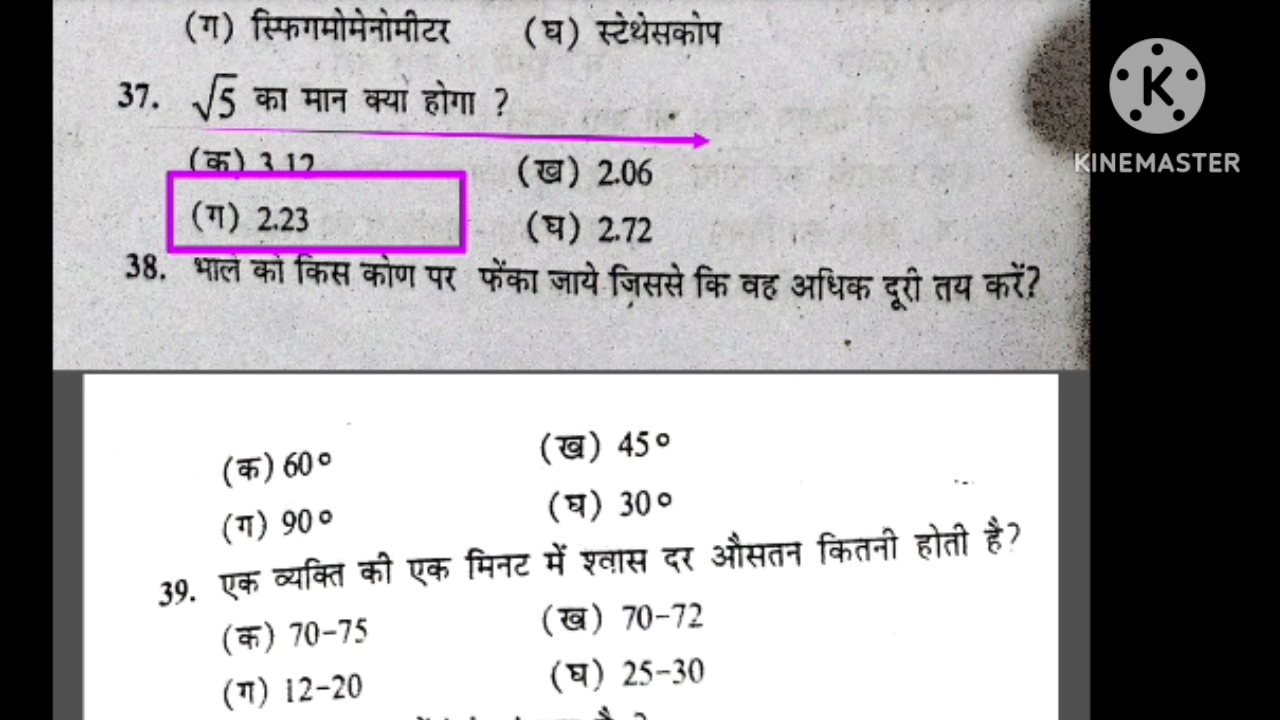 (ग) स्फिगमोमेनोमीटर (घ) स्टेथेसकोप
37. √5 का मान क्या होगा ?
(क) 3.12 (ख) 2.06
(ग) 2.23 (घ) 2.72
38. भाले को किस कोण पर फेंका जाये जिससे कि वह अधिक दूरी तय करें?
(क) 60° (ख) 45°
(ग) 90° (घ) 30°
39. एक व्यक्ति की एक मिनट में श्वास दर औसतन कितनी होती है?
(क) 70-75 (ख) 70-72
(ग) 12-20 (घ) 25-30
KINEMASTER